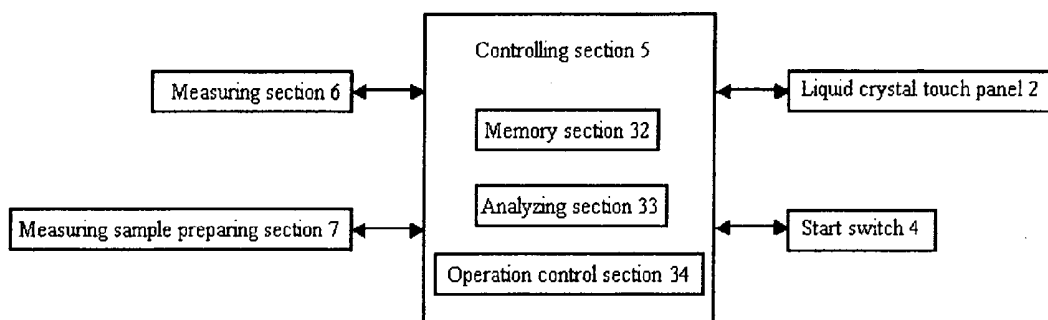 Controlling section 5
Measuring section 6
Liquid crystal touch panel 2
Memory section 32
Analyzing section 33
Measuring sample preparing section 7
Start switch 4
Operation control section 34